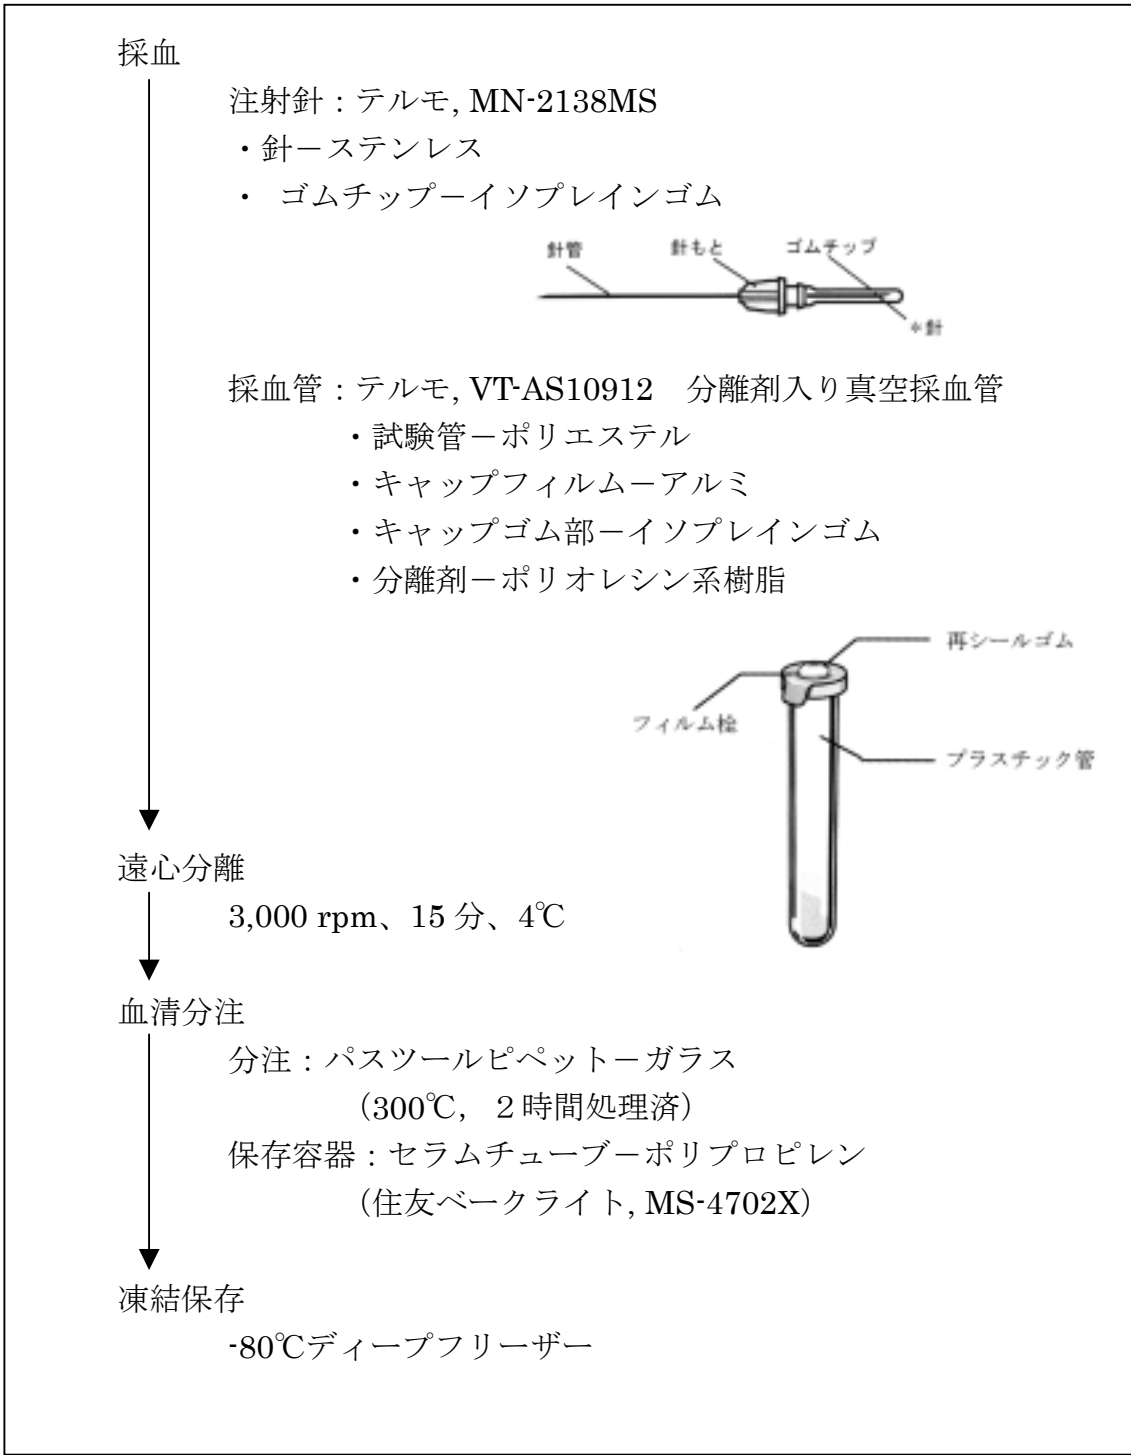 採血
注射針：テルモ, MN-2138MS
・針－ステンレス
・ ゴムチップ－イソプレインゴム
針管 針もと ゴムチップ
*針
採血管：テルモ, VT-AS10912　分離剤入り真空採血管
・試験管－ポリエステル
・キャップフィルム－アルミ
・キャップゴム部－イソプレインゴム
・分離剤－ポリオレシン系樹脂
再シールゴム
フィルム栓
プラスチック管
遠心分離
3,000 rpm、15 分、4℃
血清分注
分注：パスツールピペット－ガラス
（300℃, ２時間処理済）
保存容器：セラムチューブ－ポリプロピレン
（住友ベークライト, MS-4702X）
凍結保存
-80℃ディープフリーザー